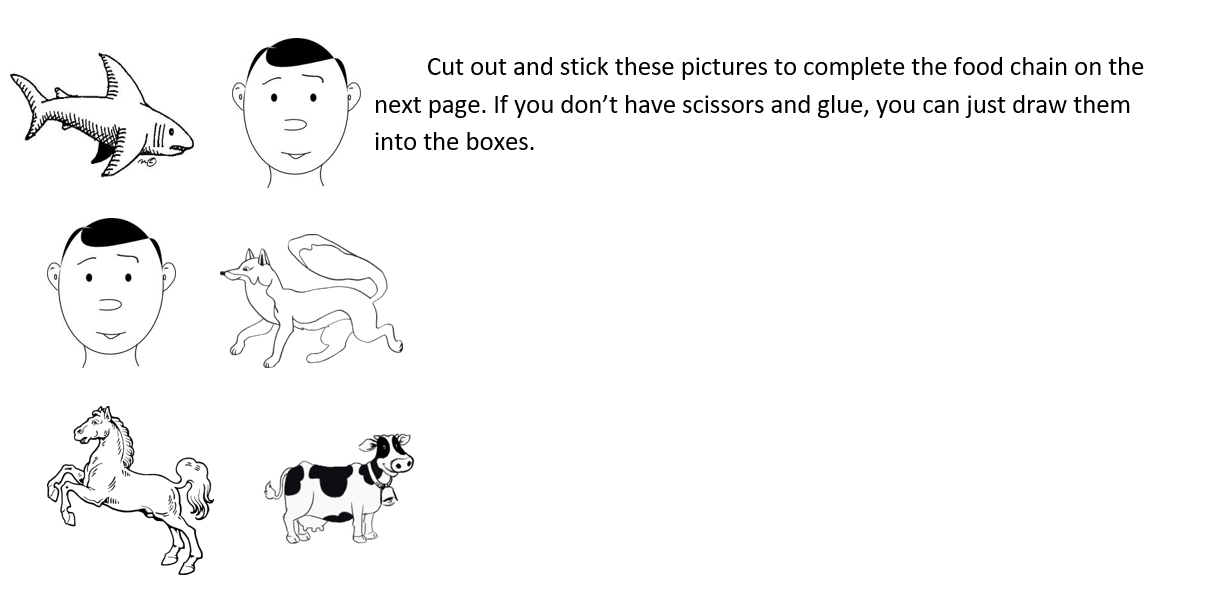 Cut out and stick these pictures to complete the food chain on the
next page. If you don’t have scissors and glue, you can just draw them
into the boxes.